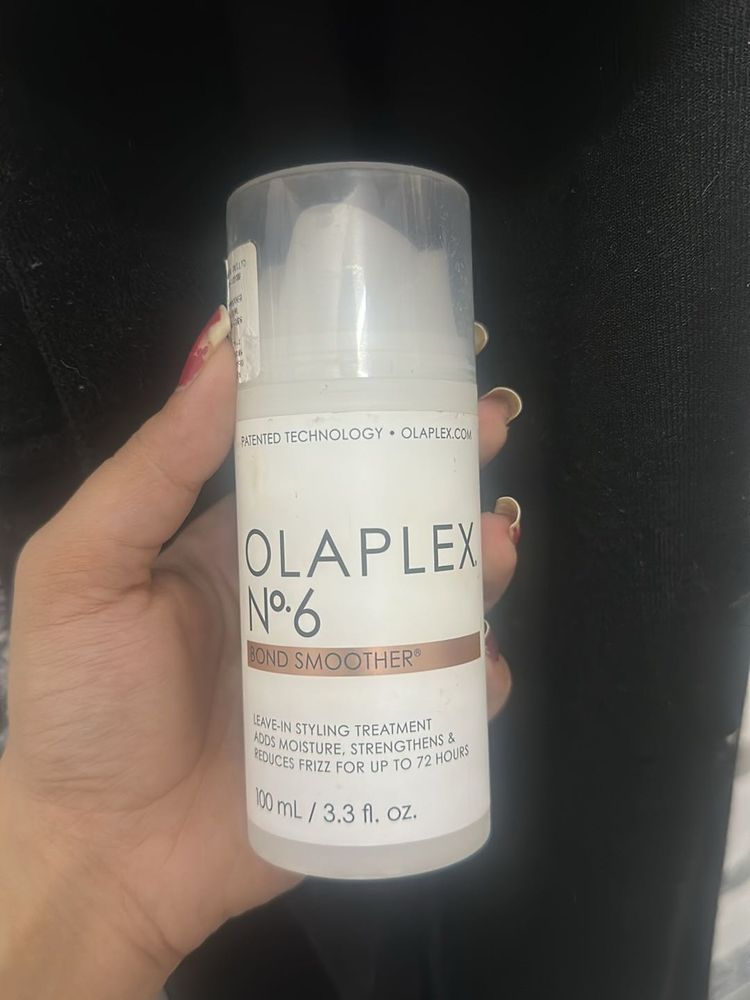 PATENTED TECHNOLOGY • OLAPLEX.COM
OLAPLEX.
Nº.6
BOND SMOOTHER®
LEAVE-IN STYLING TREATMENT
ADDS MOISTURE, STRENGTHENS &
REDUCES FRIZZ FOR UP TO 72 HOURS
100 mL / 3.3 fl. oz.